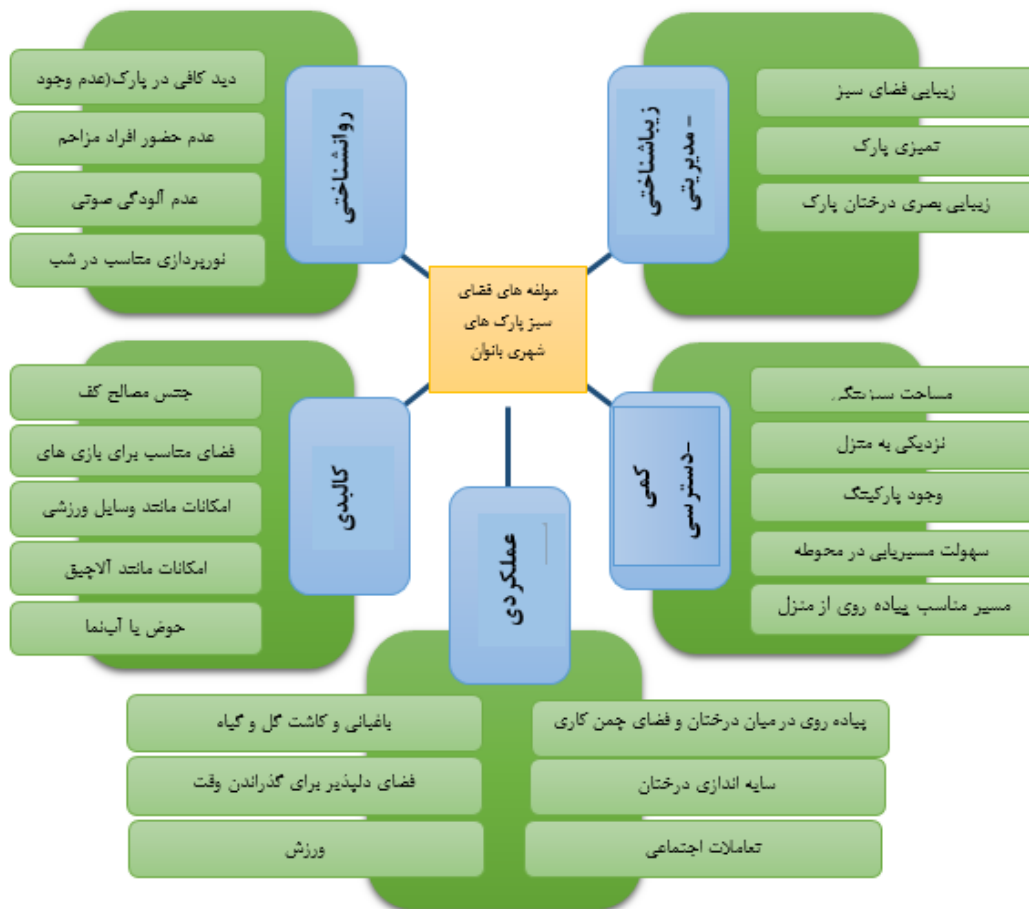 زیباشناختی
- مدیریتی
زیبایی فضای سبز
تمیزی پارک
زیبایی بصری درختان پارک
روانشناختی
دید کافی در پارک(عدم وجود
عدم حضور افراد مزاحم
عدم آلودگی صوتی
نورپردازی مناسب در شب
مولفه های فضای
سبز پارک های
شهری بانوان
کمی
-دسترسی
مساحت
نزدیکی به منزل
وجود پارکینگ
سهولت مسیریابی در محوطه
مسیر مناسب پیاده روی از منزل
کالبدی
جنس مصالح کف
فضای مناسب برای بازی های
امکانات مانند وسایل ورزشی
امکانات مانند آلاچیق
حوض یا آب‌نما
عملکردی
پیاده روی در میان درختان و فضای چمن کاری
سایه اندازی درختان
تعاملات اجتماعی
باغبانی و کاشت گل و گیاه
فضای دلپذیر برای گذراندن وقت
ورزش